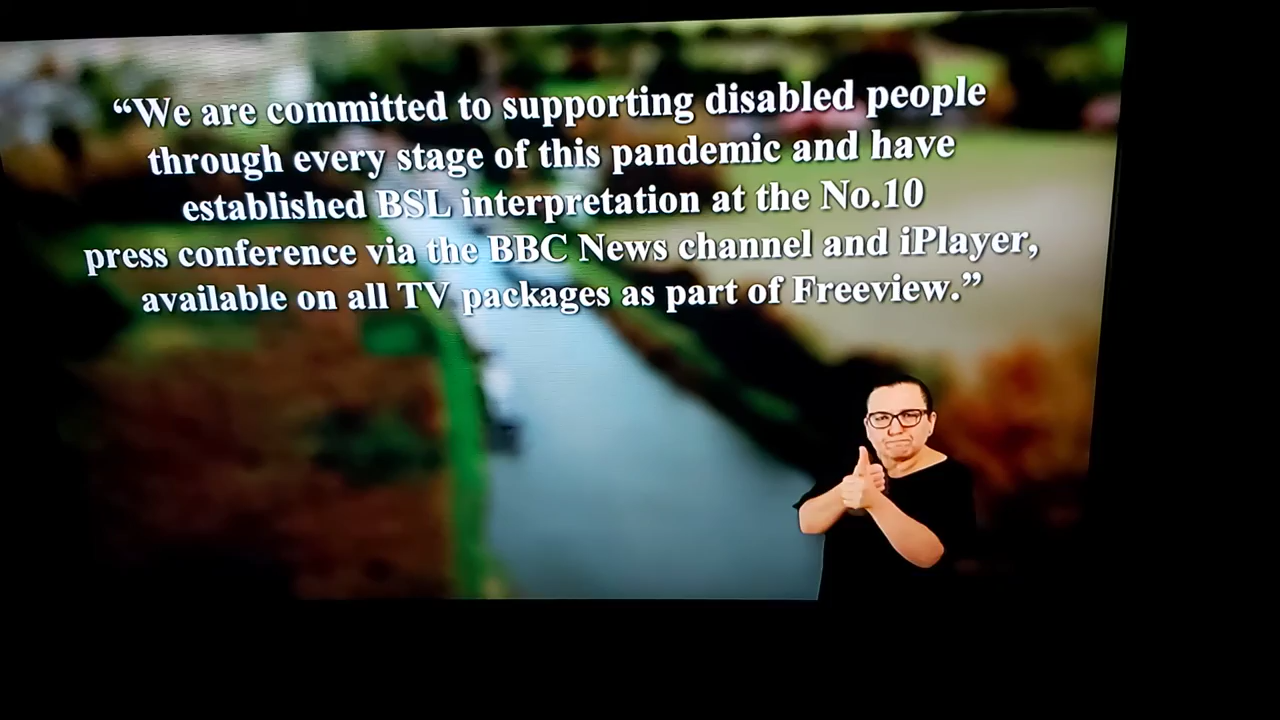 “We are committed to supporting disabled people
through every stage of this pandemic and have
established BSL interpretation at the No.10
press conference via the BBC News channel and iPlayer,
available on all TV packages as part of Freeview.”